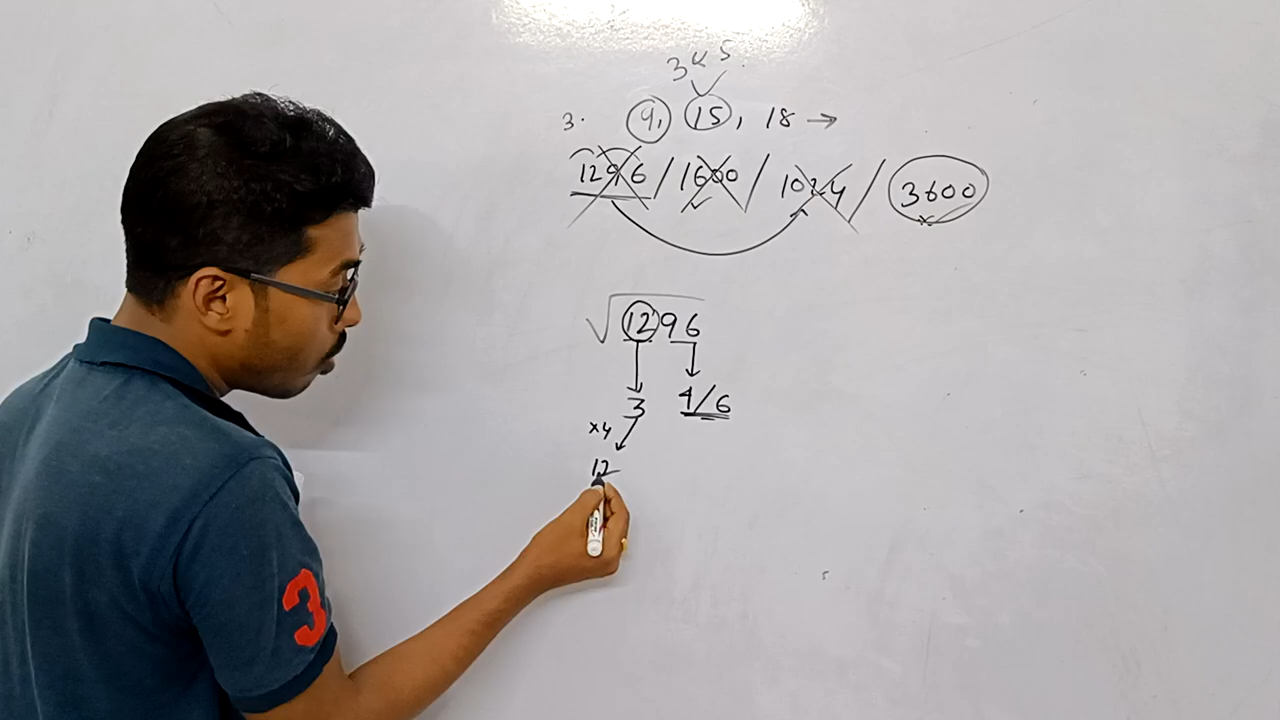 3 & 5.
3. 9, 15, 18 →
1296 / 1600 / 1024 / 3600
√1296
3 4/6
×4
12
3